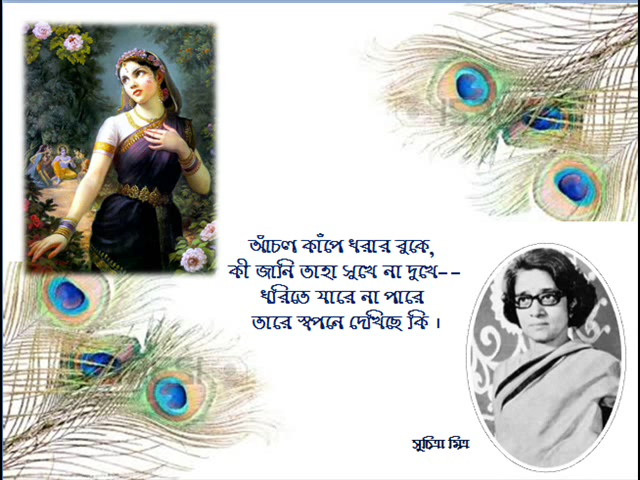 আঁচল কাঁপে ধরার বুকে,
কী জানি তাহা সুখে না দুখে--
ধরিতে যারে না পারে
তারে স্বপনে দেখিছে কি ।
সুচিত্রা মিত্র